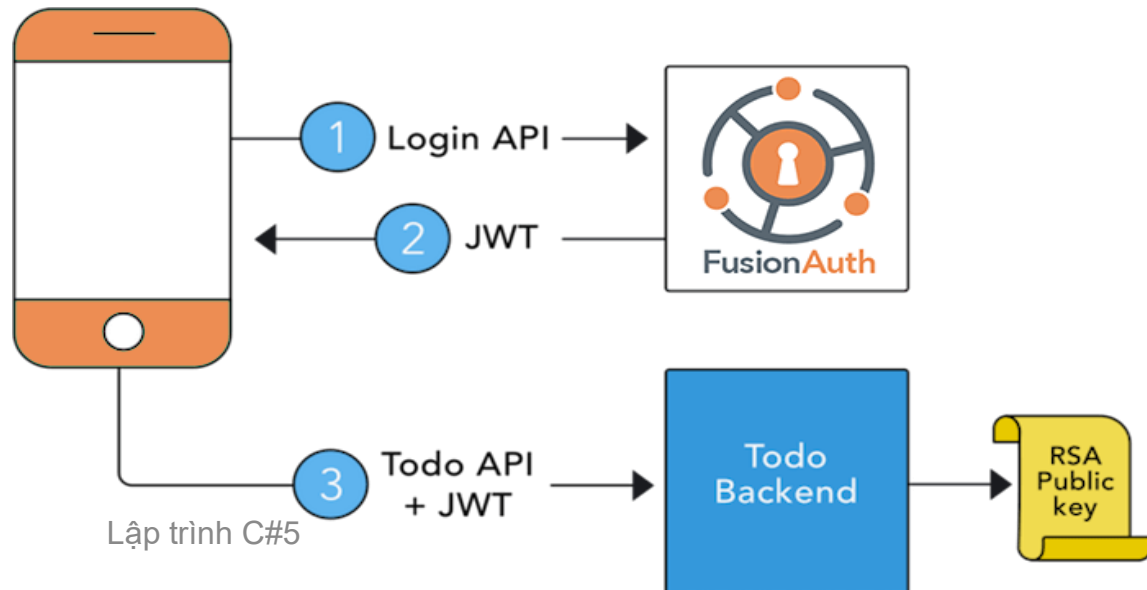 1 Login API
2 JWT
FusionAuth
3 Todo API
+ JWT
Todo
Backend
RSA
Public
key
Lập trình C#5